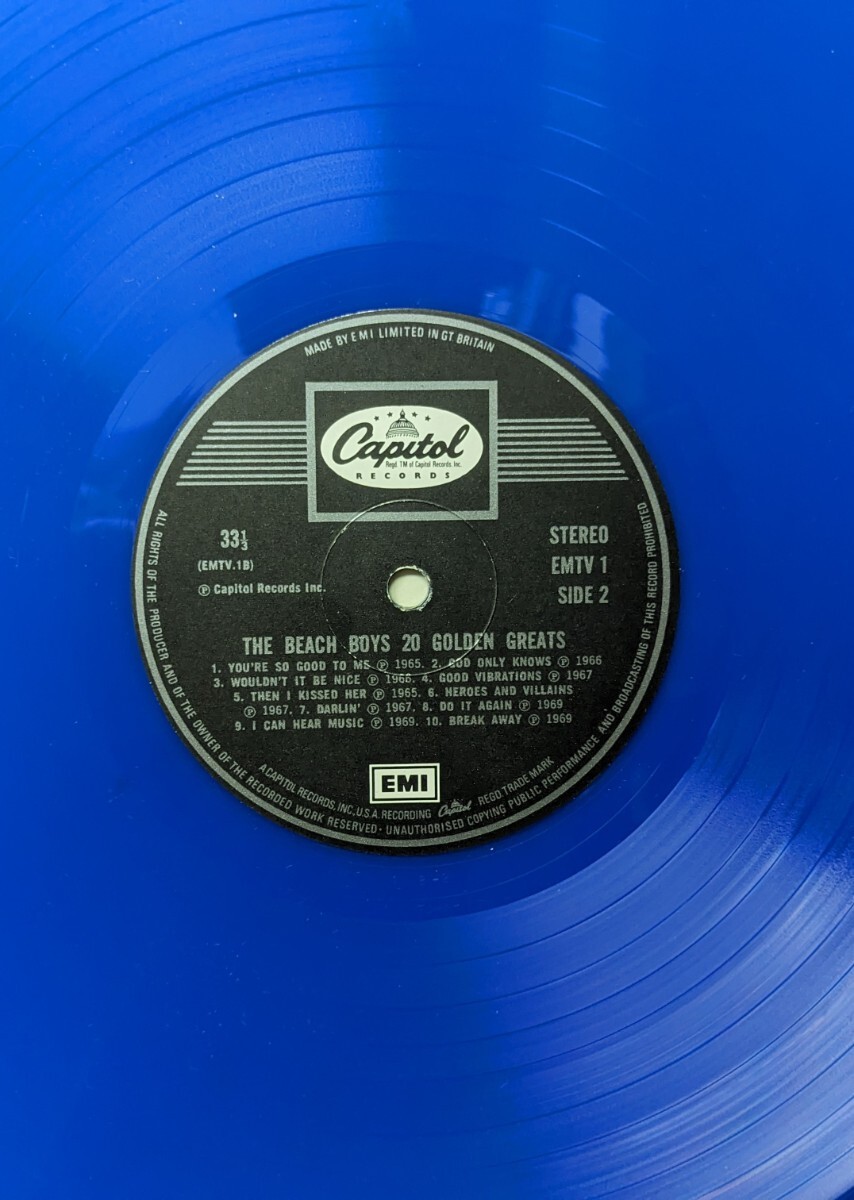 MADE BY EMI LIMITED IN GT BRITAIN
Capitol
Regd. TM of Capitol Records, Inc.
RECORDS
33⅓
(EMTV.1B)
℗ Capitol Records Inc.
STEREO
EMTV 1
SIDE 2
THE BEACH BOYS 20 GOLDEN GREATS
1. YOU'RE SO GOOD TO ME ℗ 1965. 2. GOD ONLY KNOWS ℗ 1966
3. WOULDN'T IT BE NICE ℗ 1966. 4. GOOD VIBRATIONS ℗ 1967
5. THEN I KISSED HER ℗ 1965. 6. HEROES AND VILLAINS
℗ 1967. 7. DARLIN' ℗ 1967. 8. DO IT AGAIN ℗ 1969
9. I CAN HEAR MUSIC ℗ 1969. 10. BREAK AWAY ℗ 1969
EMI
A CAPITOL RECORDS, INC., U.S.A. RECORDING Capitol REGD. TRADE MARK
ALL RIGHTS OF THE PRODUCER AND OF THE OWNER OF THE RECORDED WORK RESERVED · UNAUTHORISED COPYING PUBLIC PERFORMANCE AND BROADCASTING OF THIS RECORD PROHIBITED